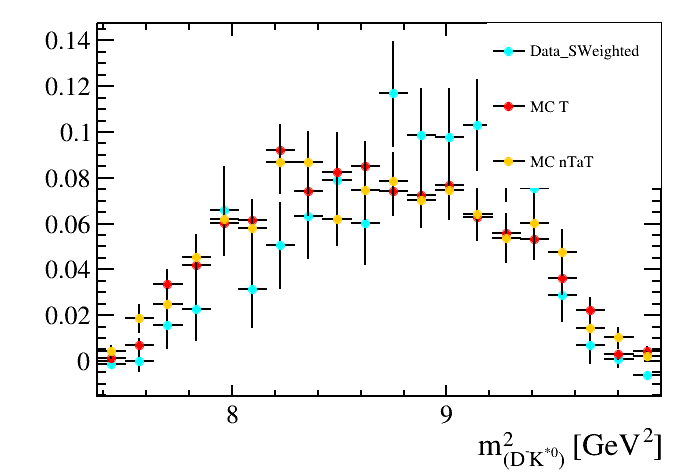 0.14
0.12
0.1
0.08
0.06
0.04
0.02
0
8
9
Data_SWeighted
MC T
MC nTaT
m²(D⁻K*⁰) [GeV²]